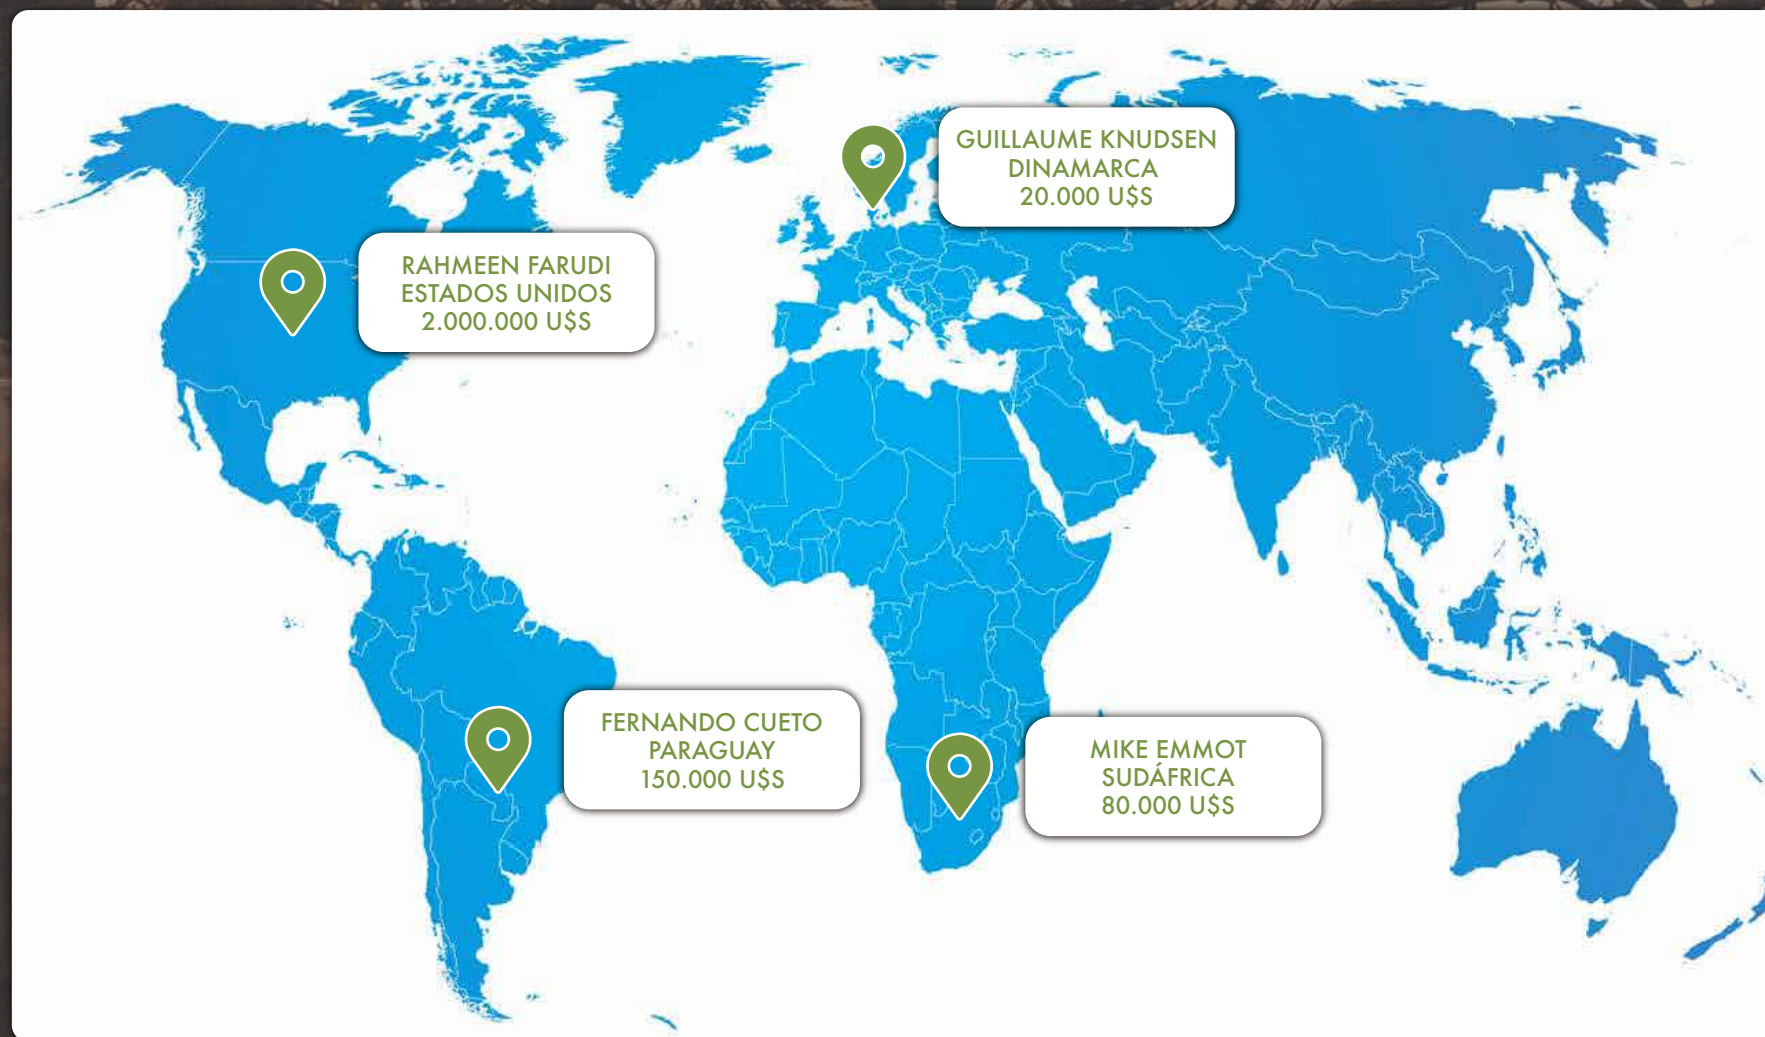 GUILLAUME KNUDSEN
DINAMARCA
20.000 U$S
RAHMEEN FARUDI
ESTADOS UNIDOS
2.000.000 U$S
FERNANDO CUETO
PARAGUAY
150.000 U$S
MIKE EMMOT
SUDÁFRICA
80.000 U$S